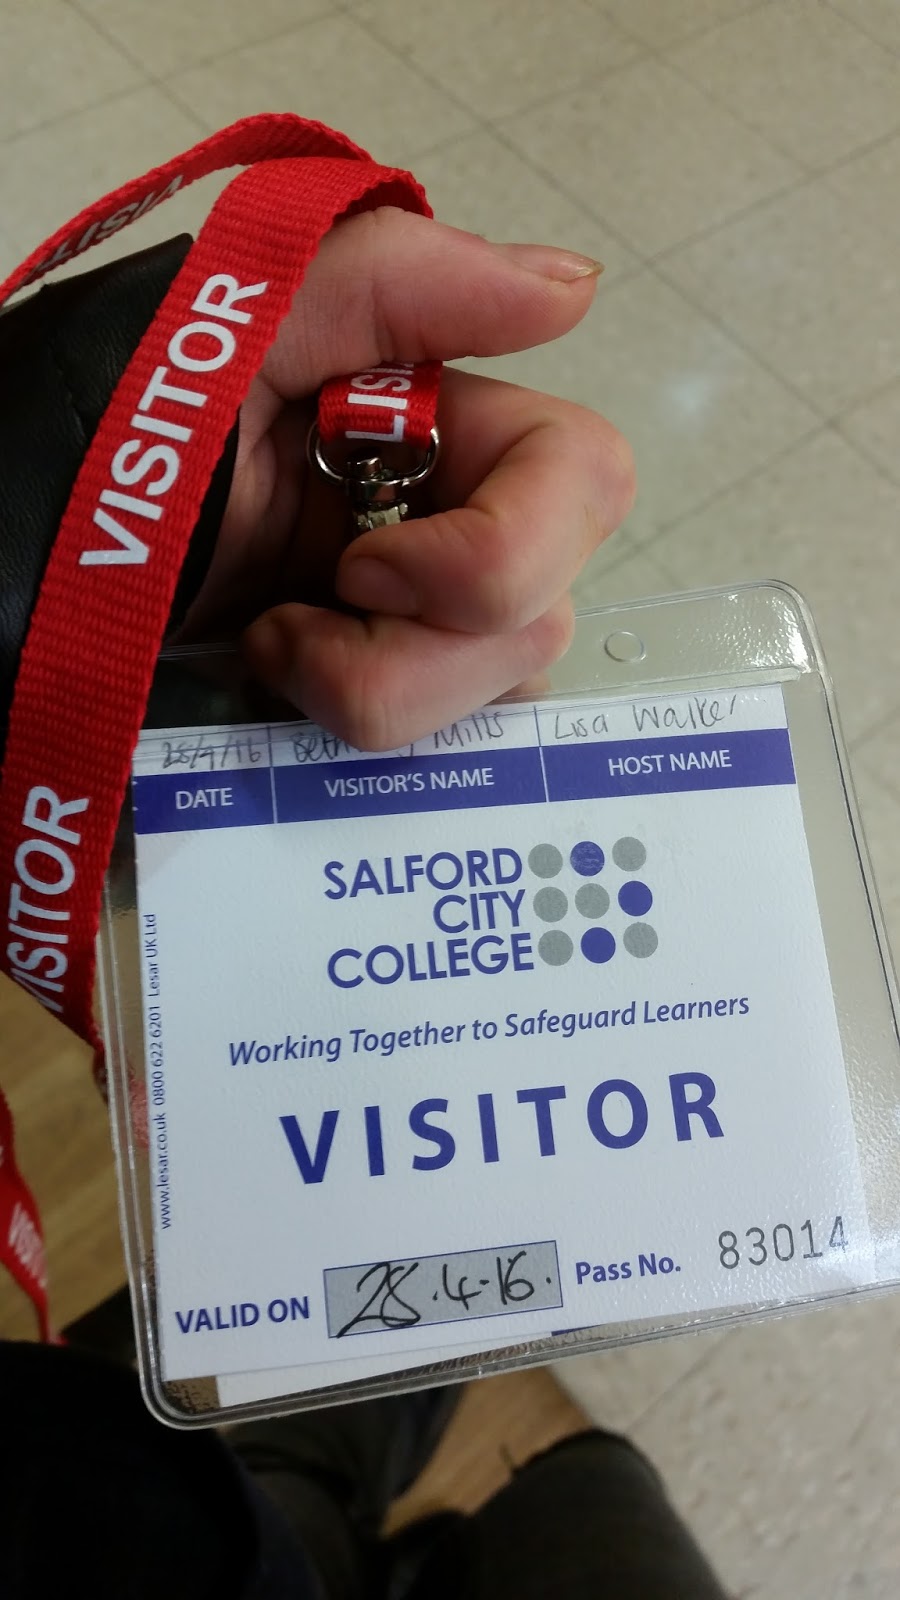 VISITOR
VISITOR
VISITOR
28/4/16 Mills Lisa Walker
DATE VISITOR'S NAME HOST NAME
SALFORD
CITY
COLLEGE
Working Together to Safeguard Learners
VISITOR
VALID ON 28.4.16. Pass No. 83014
www.lesar.co.uk 0800 622 6201 Lesar UK Ltd